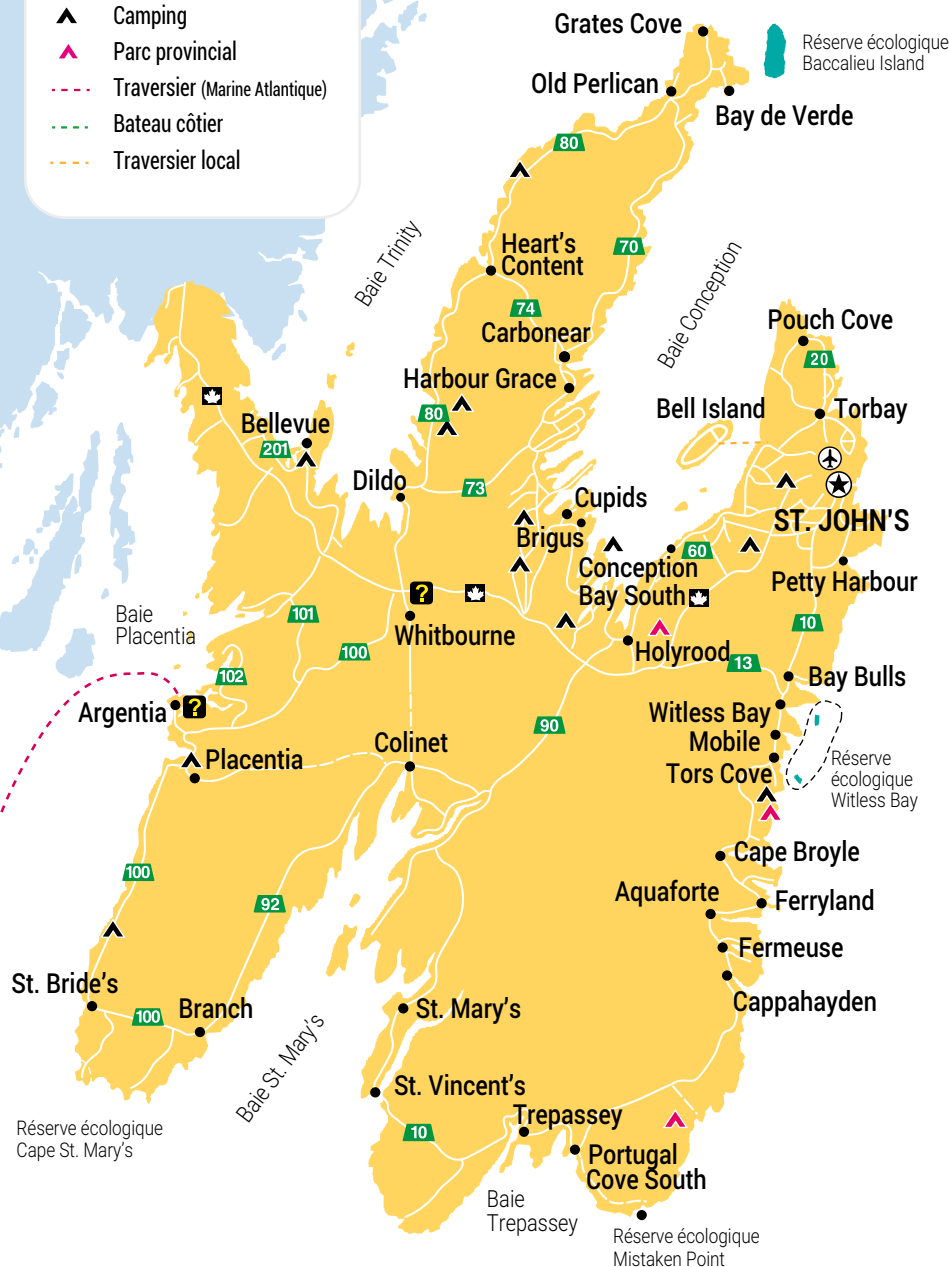 Camping
Parc provincial
Traversier (Marine Atlantique)
Bateau côtier
Traversier local
Grates Cove
Réserve écologique
Baccalieu Island
Old Perlican
Bay de Verde
80
Baie Trinity
Heart's
Content
70
Baie Conception
74
Carbonear
Pouch Cove
20
Harbour Grace
80
Bell Island
Torbay
Bellevue
201
Dildo
73
Cupids
ST. JOHN'S
Brigus
60
Conception
Bay South
Petty Harbour
Baie
Placentia
101
?
Whitbourne
10
100
Holyrood
13
102
Bay Bulls
Argentia
?
90
Witless Bay
Mobile
Colinet
Placentia
Tors Cove
Réserve
écologique
Witless Bay
Cape Broyle
100
92
Aquaforte
Ferryland
Fermeuse
St. Bride's
100
Branch
St. Mary's
Cappahayden
Baie St. Mary's
St. Vincent's
Réserve écologique
Cape St. Mary's
10
Trepassey
Portugal
Cove South
Baie
Trepassey
Réserve écologique
Mistaken Point